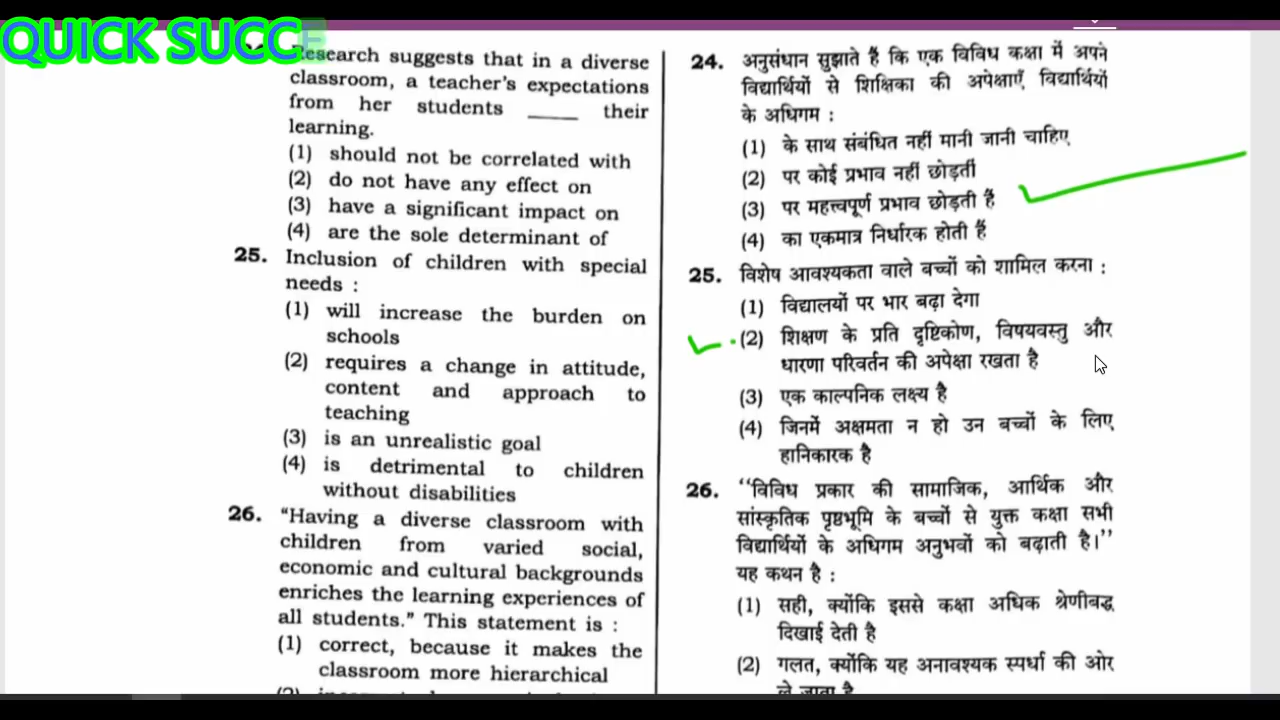 QUICK SUCCE
Research suggests that in a diverse
classroom, a teacher's expectations
from her students ____ their
learning.
(1) should not be correlated with
(2) do not have any effect on
(3) have a significant impact on
(4) are the sole determinant of
25. Inclusion of children with special
needs :
(1) will increase the burden on
schools
(2) requires a change in attitude,
content and approach to
teaching
(3) is an unrealistic goal
(4) is detrimental to children
without disabilities
26. "Having a diverse classroom with
children from varied social,
economic and cultural backgrounds
enriches the learning experiences of
all students." This statement is :
(1) correct, because it makes the
classroom more hierarchical
24. अनुसंधान सुझाते हैं कि एक विविध कक्षा में अपने
विद्यार्थियों से शिक्षिका की अपेक्षाएँ विद्यार्थियों
के अधिगम :
(1) के साथ संबंधित नहीं मानी जानी चाहिए
(2) पर कोई प्रभाव नहीं छोड़तीं
(3) पर महत्त्वपूर्ण प्रभाव छोड़ती हैं
(4) का एकमात्र निर्धारक होती हैं
25. विशेष आवश्यकता वाले बच्चों को शामिल करना :
(1) विद्यालयों पर भार बढ़ा देगा
(2) शिक्षण के प्रति दृष्टिकोण, विषयवस्तु और
धारणा परिवर्तन की अपेक्षा रखता है
(3) एक काल्पनिक लक्ष्य है
(4) जिनमें अक्षमता न हो उन बच्चों के लिए
हानिकारक है
26. "विविध प्रकार की सामाजिक, आर्थिक और
सांस्कृतिक पृष्ठभूमि के बच्चों से युक्त कक्षा सभी
विद्यार्थियों के अधिगम अनुभवों को बढ़ाती है।"
यह कथन है :
(1) सही, क्योंकि इससे कक्षा अधिक श्रेणीबद्ध
दिखाई देती है
(2) गलत, क्योंकि यह अनावश्यक स्पर्धा की ओर
ले जाता है